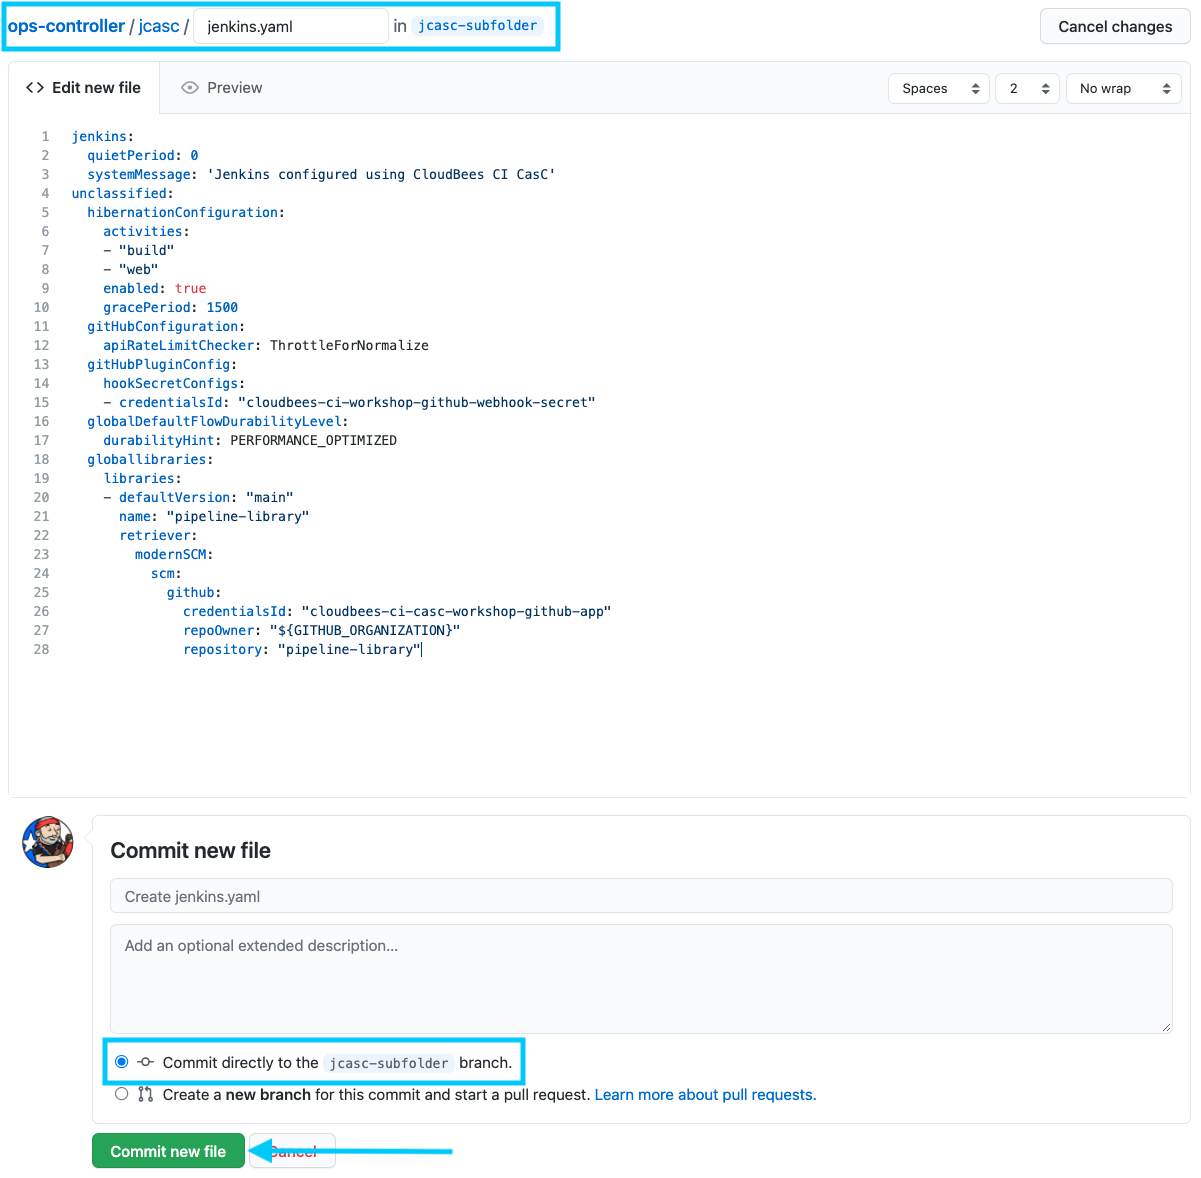 ops-controller / jcasc / jenkins.yaml in jcasc-subfolder
Cancel changes
Edit new file
Preview
Spaces
2
No wrap
1 jenkins:
2   quietPeriod: 0
3   systemMessage: 'Jenkins configured using CloudBees CI CasC'
4 unclassified:
5   hibernationConfiguration:
6     activities:
7     - "build"
8     - "web"
9     enabled: true
10     gracePeriod: 1500
11   gitHubConfiguration:
12     apiRateLimitChecker: ThrottleForNormalize
13   gitHubPluginConfig:
14     hookSecretConfigs:
15     - credentialsId: "cloudbees-ci-workshop-github-webhook-secret"
16   globalDefaultFlowDurabilityLevel:
17     durabilityHint: PERFORMANCE_OPTIMIZED
18   globallibraries:
19     libraries:
20     - defaultVersion: "main"
21       name: "pipeline-library"
22       retriever:
23         modernSCM:
24           scm:
25             github:
26               credentialsId: "cloudbees-ci-casc-workshop-github-app"
27               repoOwner: "${GITHUB_ORGANIZATION}"
28               repository: "pipeline-library"
Commit new file
Create jenkins.yaml
Add an optional extended description...
Commit directly to the jcasc-subfolder branch.
Create a new branch for this commit and start a pull request. Learn more about pull requests.
Commit new file
Cancel